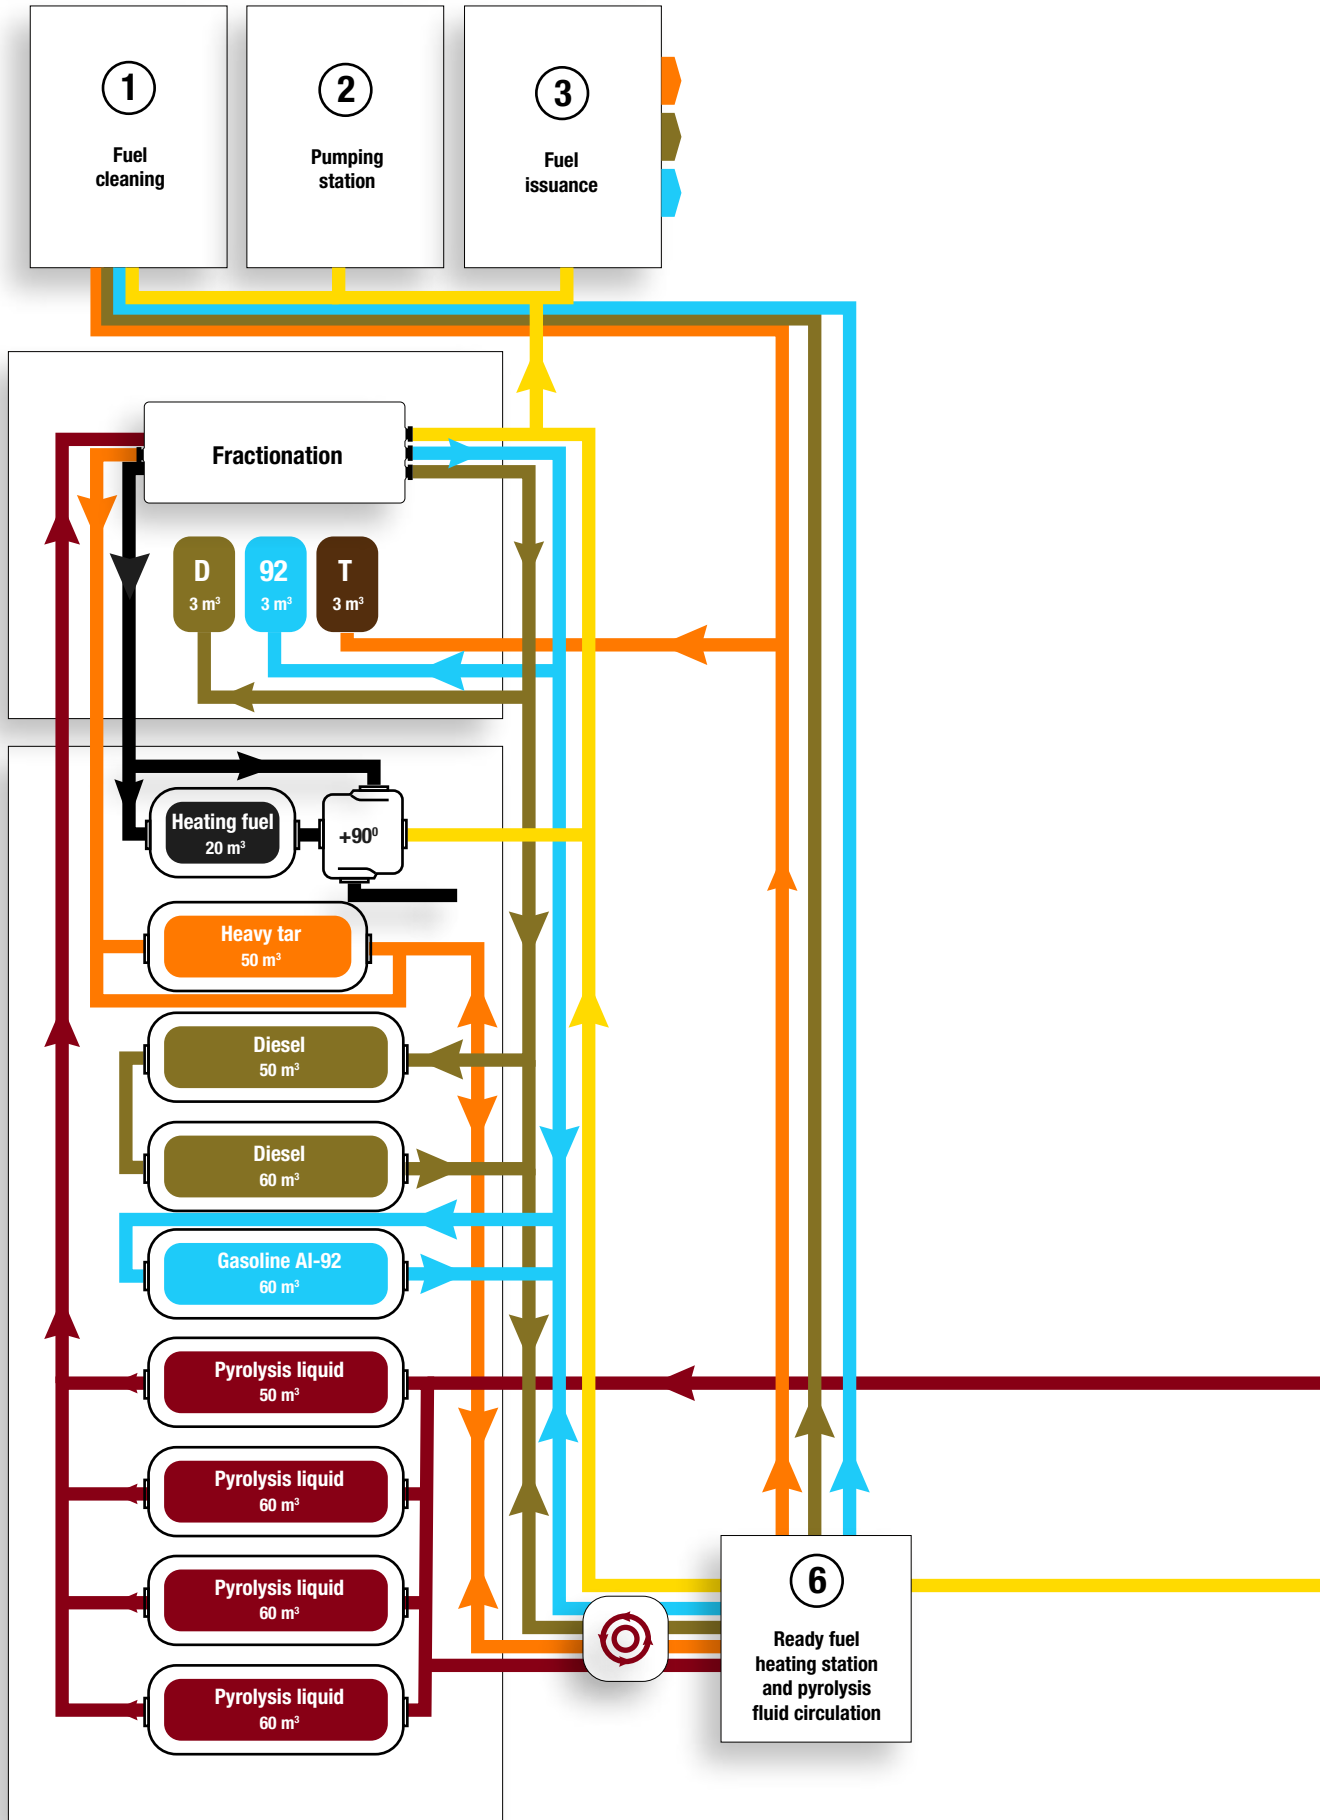 1
Fuel
cleaning
2
Pumping
station
3
Fuel
issuance
Fractionation
D
3 m³
92
3 m³
T
3 m³
Heating fuel
20 m³
+90⁰
Heavy tar
50 m³
Diesel
50 m³
Diesel
60 m³
Gasoline AI-92
60 m³
Pyrolysis liquid
50 m³
Pyrolysis liquid
60 m³
Pyrolysis liquid
60 m³
Pyrolysis liquid
60 m³
6
Ready fuel
heating station
and pyrolysis
fluid circulation